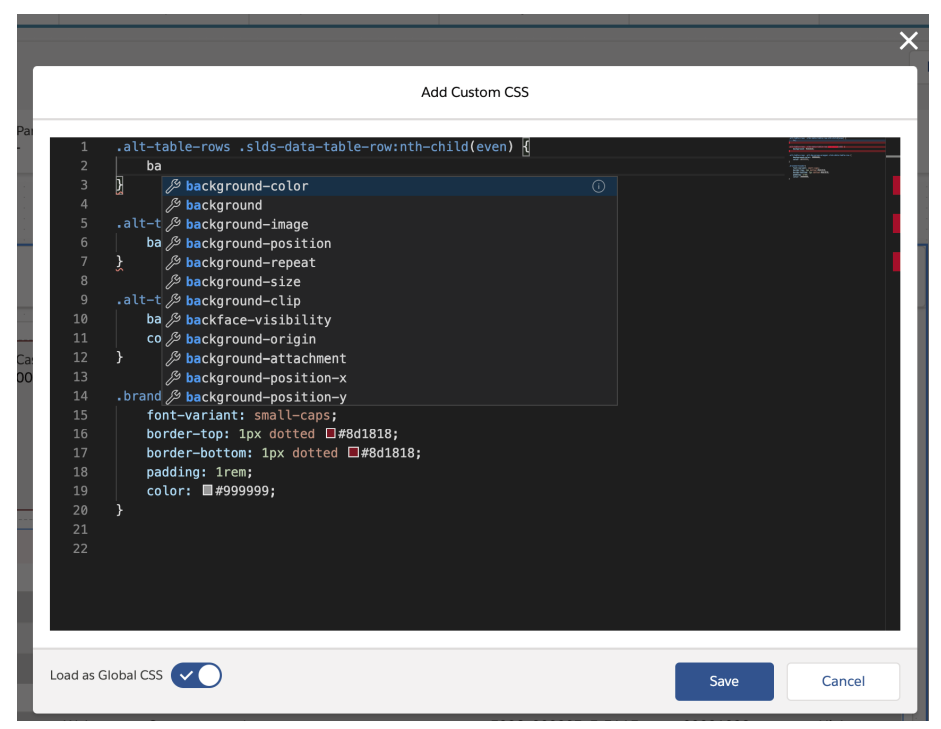 Add Custom CSS
1 .alt-table-rows .slds-data-table-row:nth-child(even) {
2 ba
3 }
background-color
4 background
5 .alt-t background-image
6 ba background-position
7 } background-repeat
8 background-size
9 .alt-t background-clip
10 ba backface-visibility
11 co background-origin
12 } background-attachment
13 background-position-x
14 .brand background-position-y
15 font-variant: small-caps;
16 border-top: 1px dotted #8d1818;
17 border-bottom: 1px dotted #8d1818;
18 padding: 1rem;
19 color: #999999;
20 }
21
22
Load as Global CSS
Save
Cancel